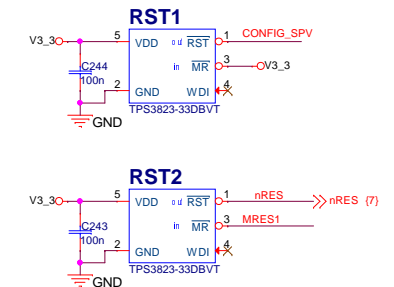 RST1
V3_3 5 VDD out RST 1 CONFIG_SPV
C244
100n
in MR 3 V3_3
2 GND WDI 4
TPS3823-33DBVT
GND
RST2
V3_3 5 VDD out RST 1 nRES nRES {7}
C243
100n
in MR 3 MRES1
2 GND WDI 4
TPS3823-33DBVT
GND